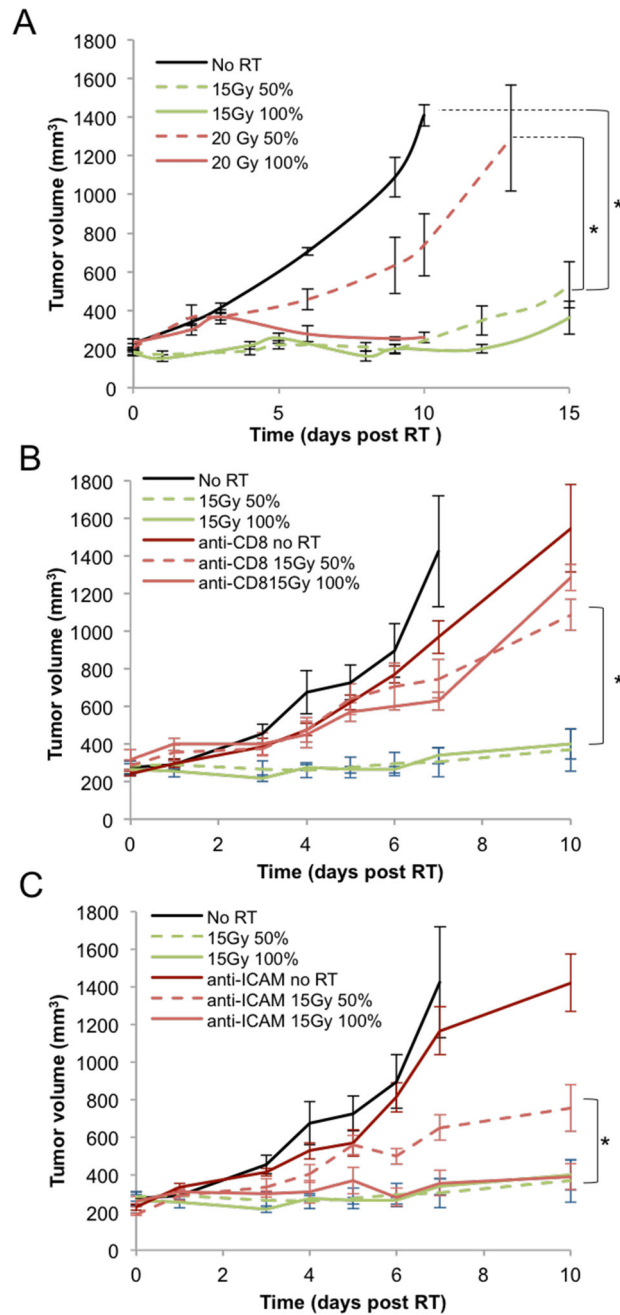 A
1800
1600
1400
1200
1000
800
600
400
200
0
Tumor volume (mm³)
No RT
15Gy 50%
15Gy 100%
20 Gy 50%
20 Gy 100%
*
*
0 5 10 15
Time (days post RT )
B
1800
1600
1400
1200
1000
800
600
400
200
0
Tumor volume (mm³)
No RT
15Gy 50%
15Gy 100%
anti-CD8 no RT
anti-CD8 15Gy 50%
anti-CD815Gy 100%
*
0 2 4 6 8 10
Time (days post RT)
C
1800
1600
1400
1200
1000
800
600
400
200
0
Tumor volume (mm³)
No RT
15Gy 50%
15Gy 100%
anti-ICAM no RT
anti-ICAM 15Gy 50%
anti-ICAM 15Gy 100%
*
0 2 4 6 8 10
Time (days post RT)